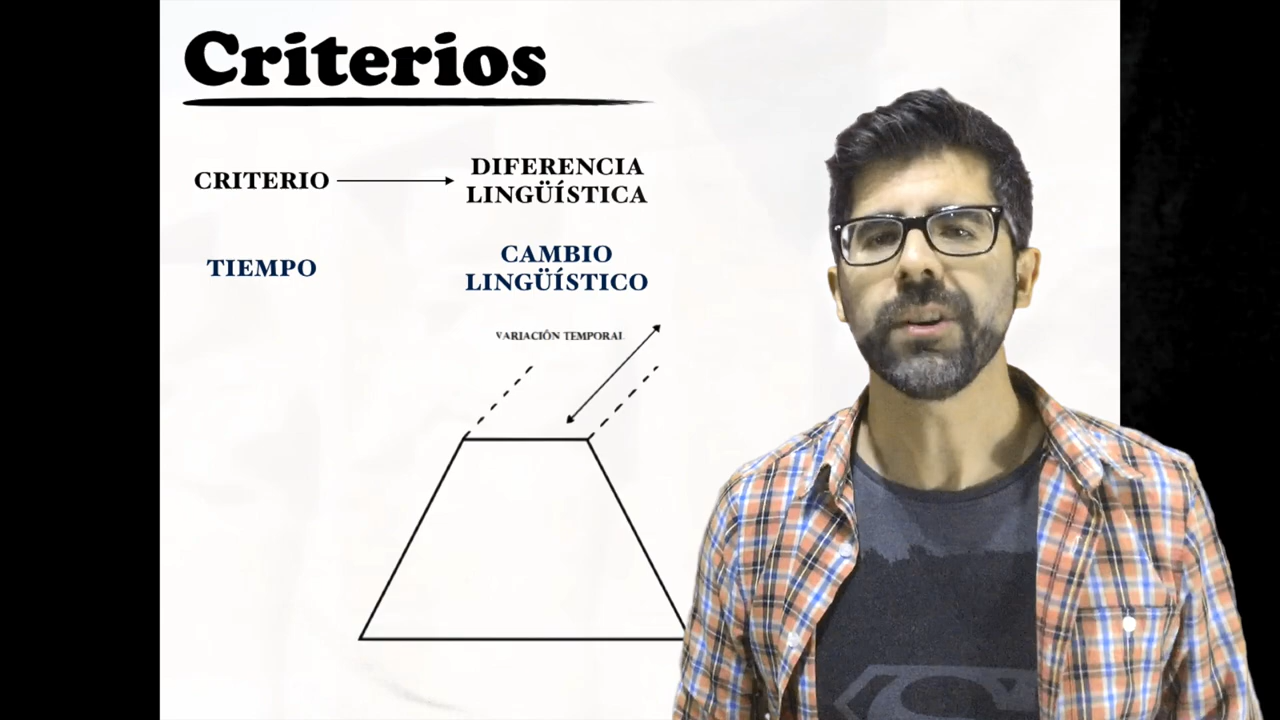 Criterios
CRITERIO
DIFERENCIA
LINGÜÍSTICA
TIEMPO
CAMBIO
LINGÜÍSTICO
VARIACIÓN TEMPORAL